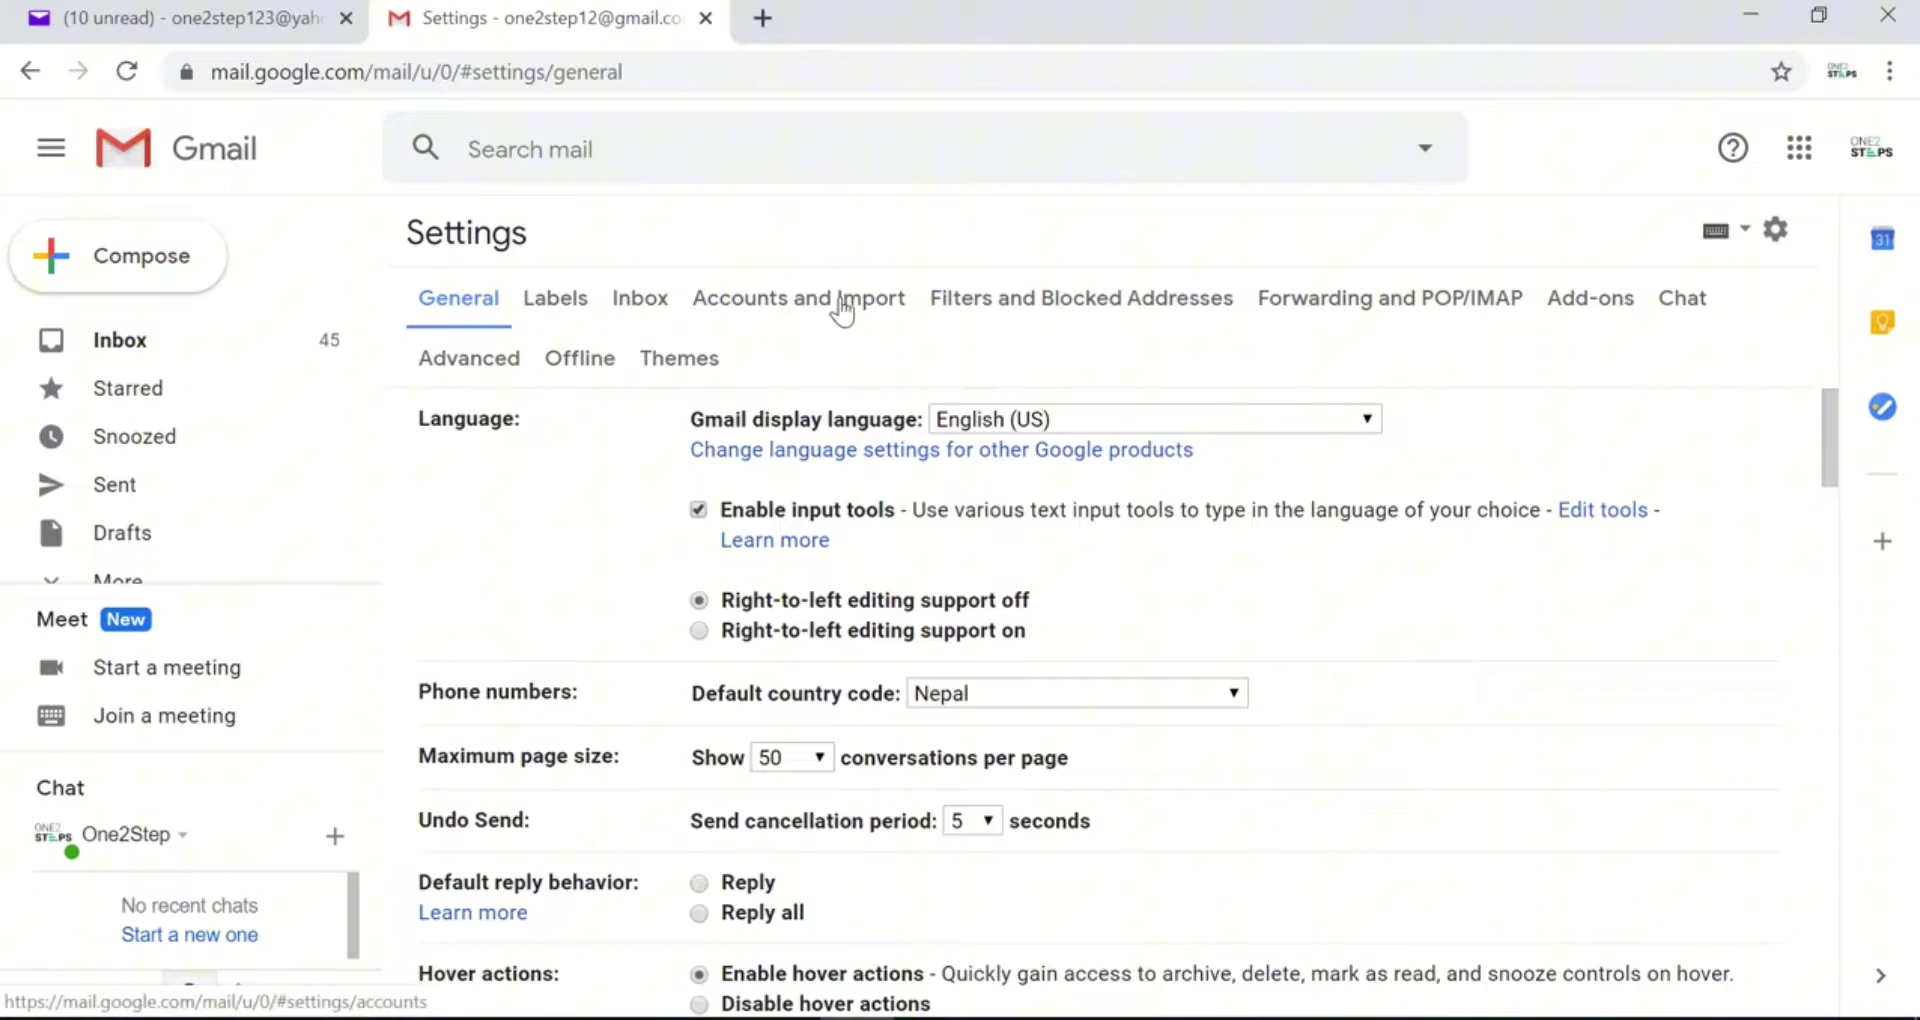 (10 unread) - one2step123@yah
Settings - one2step12@gmail.co
mail.google.com/mail/u/0/#settings/general
ONE2 STEPS
Gmail
Search mail
ONE2 STEPS
Compose
Settings
31
General Labels Inbox Accounts and Import Filters and Blocked Addresses Forwarding and POP/IMAP Add-ons Chat
Advanced Offline Themes
Inbox 45
Starred
Snoozed
Sent
Drafts
More
Meet New
Start a meeting
Join a meeting
Chat
ONE2 STEPS One2Step
No recent chats
Start a new one
Language: Gmail display language: English (US)
Change language settings for other Google products
Enable input tools - Use various text input tools to type in the language of your choice - Edit tools -
Learn more
Right-to-left editing support off
Right-to-left editing support on
Phone numbers: Default country code: Nepal
Maximum page size: Show 50 conversations per page
Undo Send: Send cancellation period: 5 seconds
Default reply behavior: Reply
Learn more Reply all
Hover actions: Enable hover actions - Quickly gain access to archive, delete, mark as read, and snooze controls on hover.
Disable hover actions
https://mail.google.com/mail/u/0/#settings/accounts